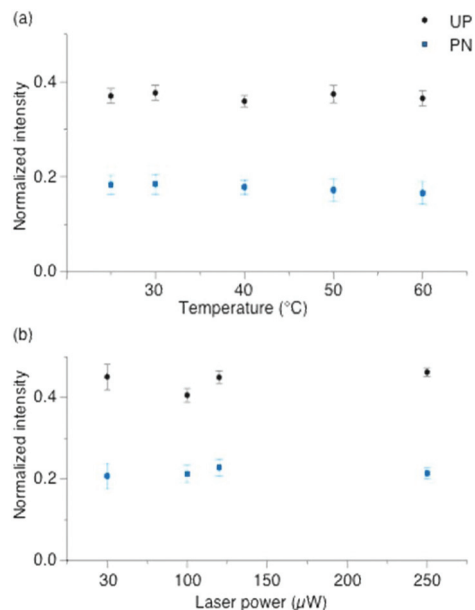 (a)
UP
PN
Normalized intensity
0.4
0.2
0.0
30
40
50
60
Temperature (°C)
(b)
Normalized intensity
0.4
0.2
0.0
30
100
150
200
250
Laser power (µW)